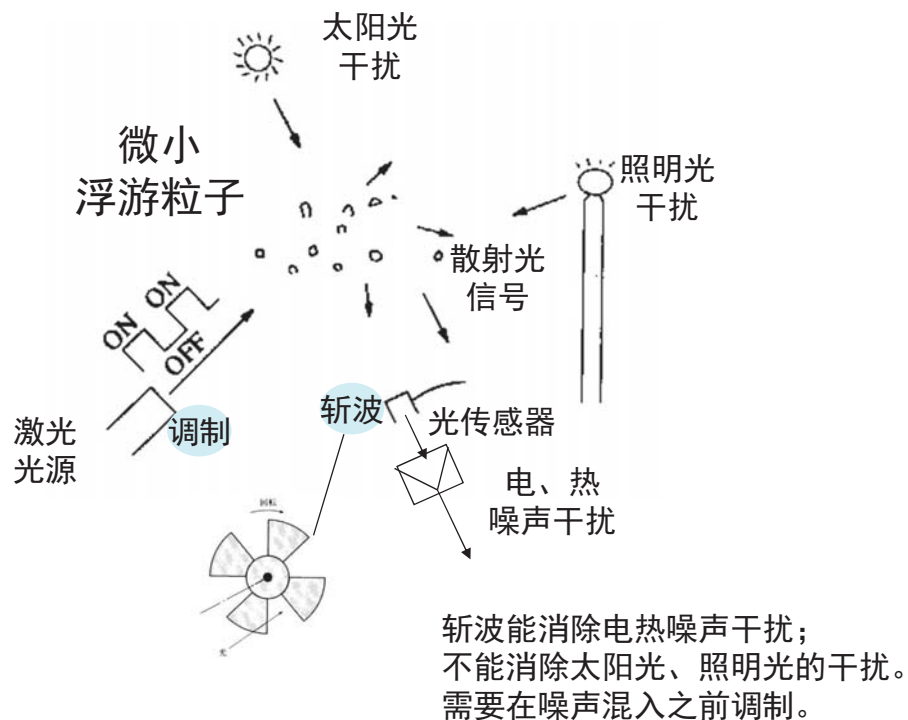 太阳光
干扰
微小
浮游粒子
照明光
干扰
散射光
信号
ON
ON
OFF
激光
光源
调制
斩波
光传感器
电、热
噪声干扰
回転
光
斩波能消除电热噪声干扰；
不能消除太阳光、照明光的干扰。
需要在噪声混入之前调制。